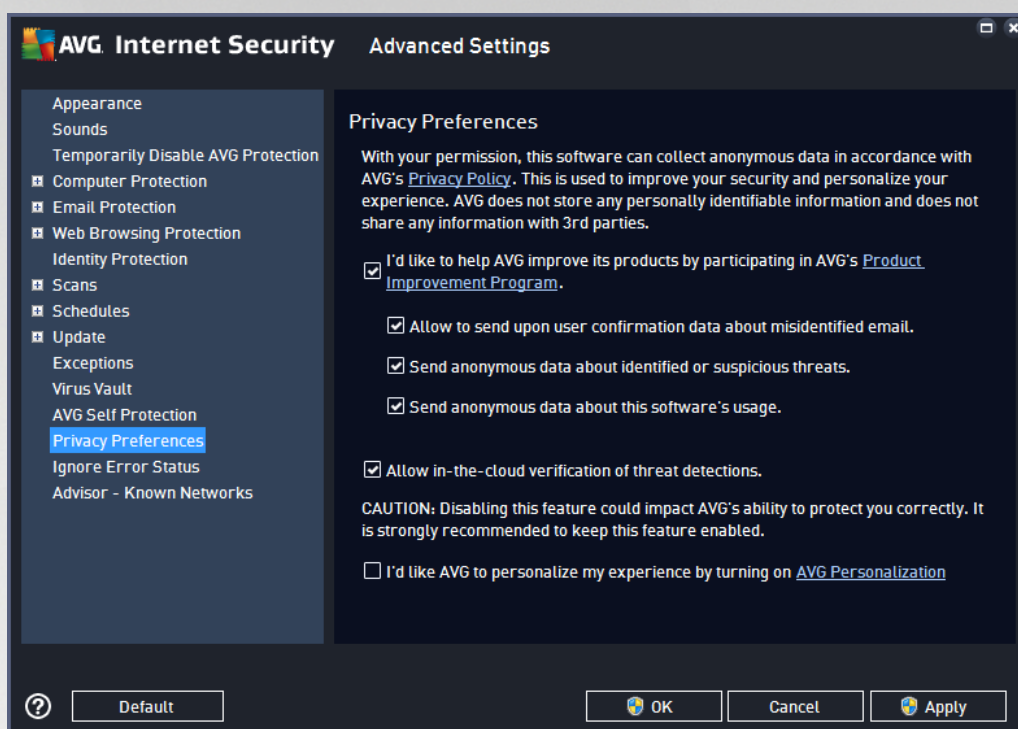 AVG. Internet Security Advanced Settings
Appearance
Sounds
Temporarily Disable AVG Protection
Computer Protection
Email Protection
Web Browsing Protection
Identity Protection
Scans
Schedules
Update
Exceptions
Virus Vault
AVG Self Protection
Privacy Preferences
Ignore Error Status
Advisor - Known Networks
Privacy Preferences
With your permission, this software can collect anonymous data in accordance with
AVG's Privacy Policy. This is used to improve your security and personalize your
experience. AVG does not store any personally identifiable information and does not
share any information with 3rd parties.
I'd like to help AVG improve its products by participating in AVG's Product
Improvement Program.
Allow to send upon user confirmation data about misidentified email.
Send anonymous data about identified or suspicious threats.
Send anonymous data about this software's usage.
Allow in-the-cloud verification of threat detections.
CAUTION: Disabling this feature could impact AVG's ability to protect you correctly. It
is strongly recommended to keep this feature enabled.
I'd like AVG to personalize my experience by turning on AVG Personalization
? Default OK Cancel Apply